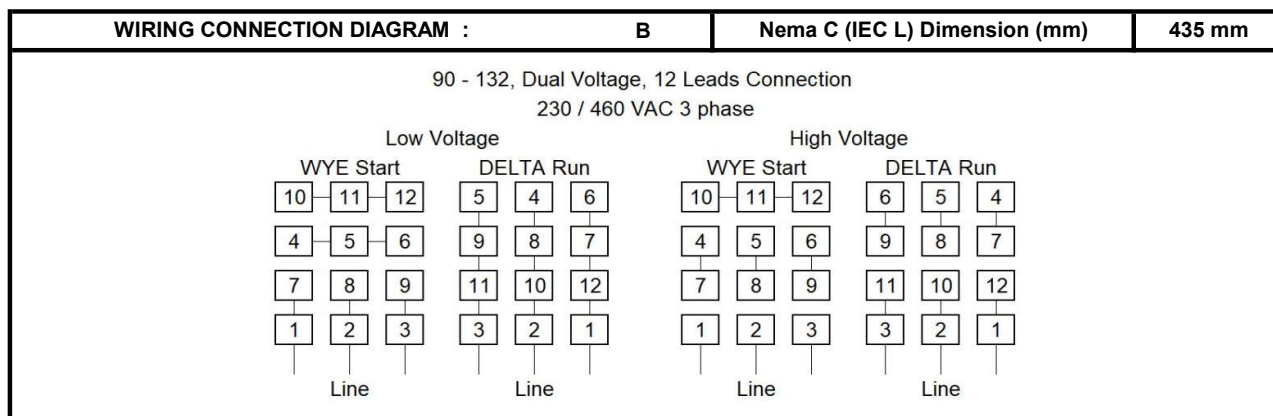 WIRING CONNECTION DIAGRAM : B Nema C (IEC L) Dimension (mm) 435 mm
90 - 132, Dual Voltage, 12 Leads Connection
230 / 460 VAC 3 phase
Low Voltage High Voltage
WYE Start DELTA Run WYE Start DELTA Run
10 11 12 5 4 6 10 11 12 6 5 4
4 5 6 9 8 7 4 5 6 9 8 7
7 8 9 11 10 12 7 8 9 11 10 12
1 2 3 3 2 1 1 2 3 3 2 1
Line Line Line Line